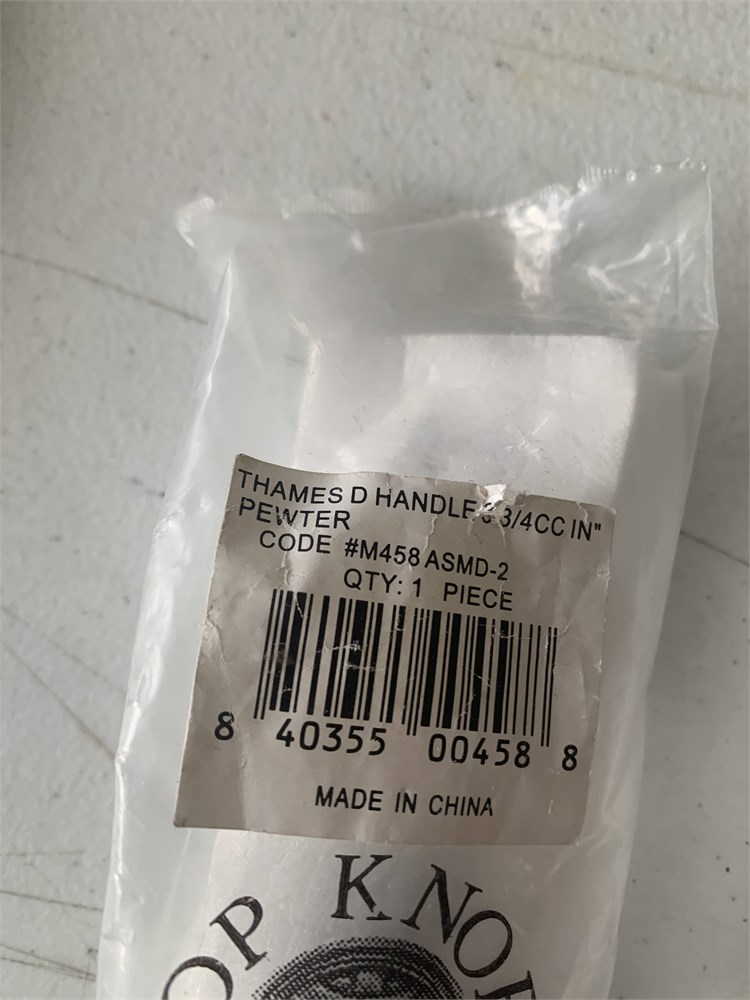 THAMES D HANDLE 3/4CC IN"
PEWTER
CODE #M458 ASMD-2
QTY: 1 PIECE
8 40355 00458 8
MADE IN CHINA
OP KNO